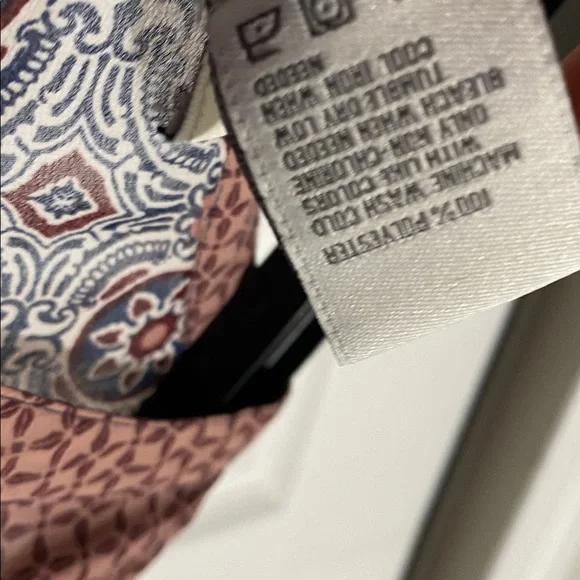 100% POLYESTER
MACHINE WASH COLD
WITH LIKE COLORS
ONLY NON-CHLORINE
BLEACH WHEN NEEDED
TUMBLE DRY LOW
COOL IRON WHEN
NEEDED